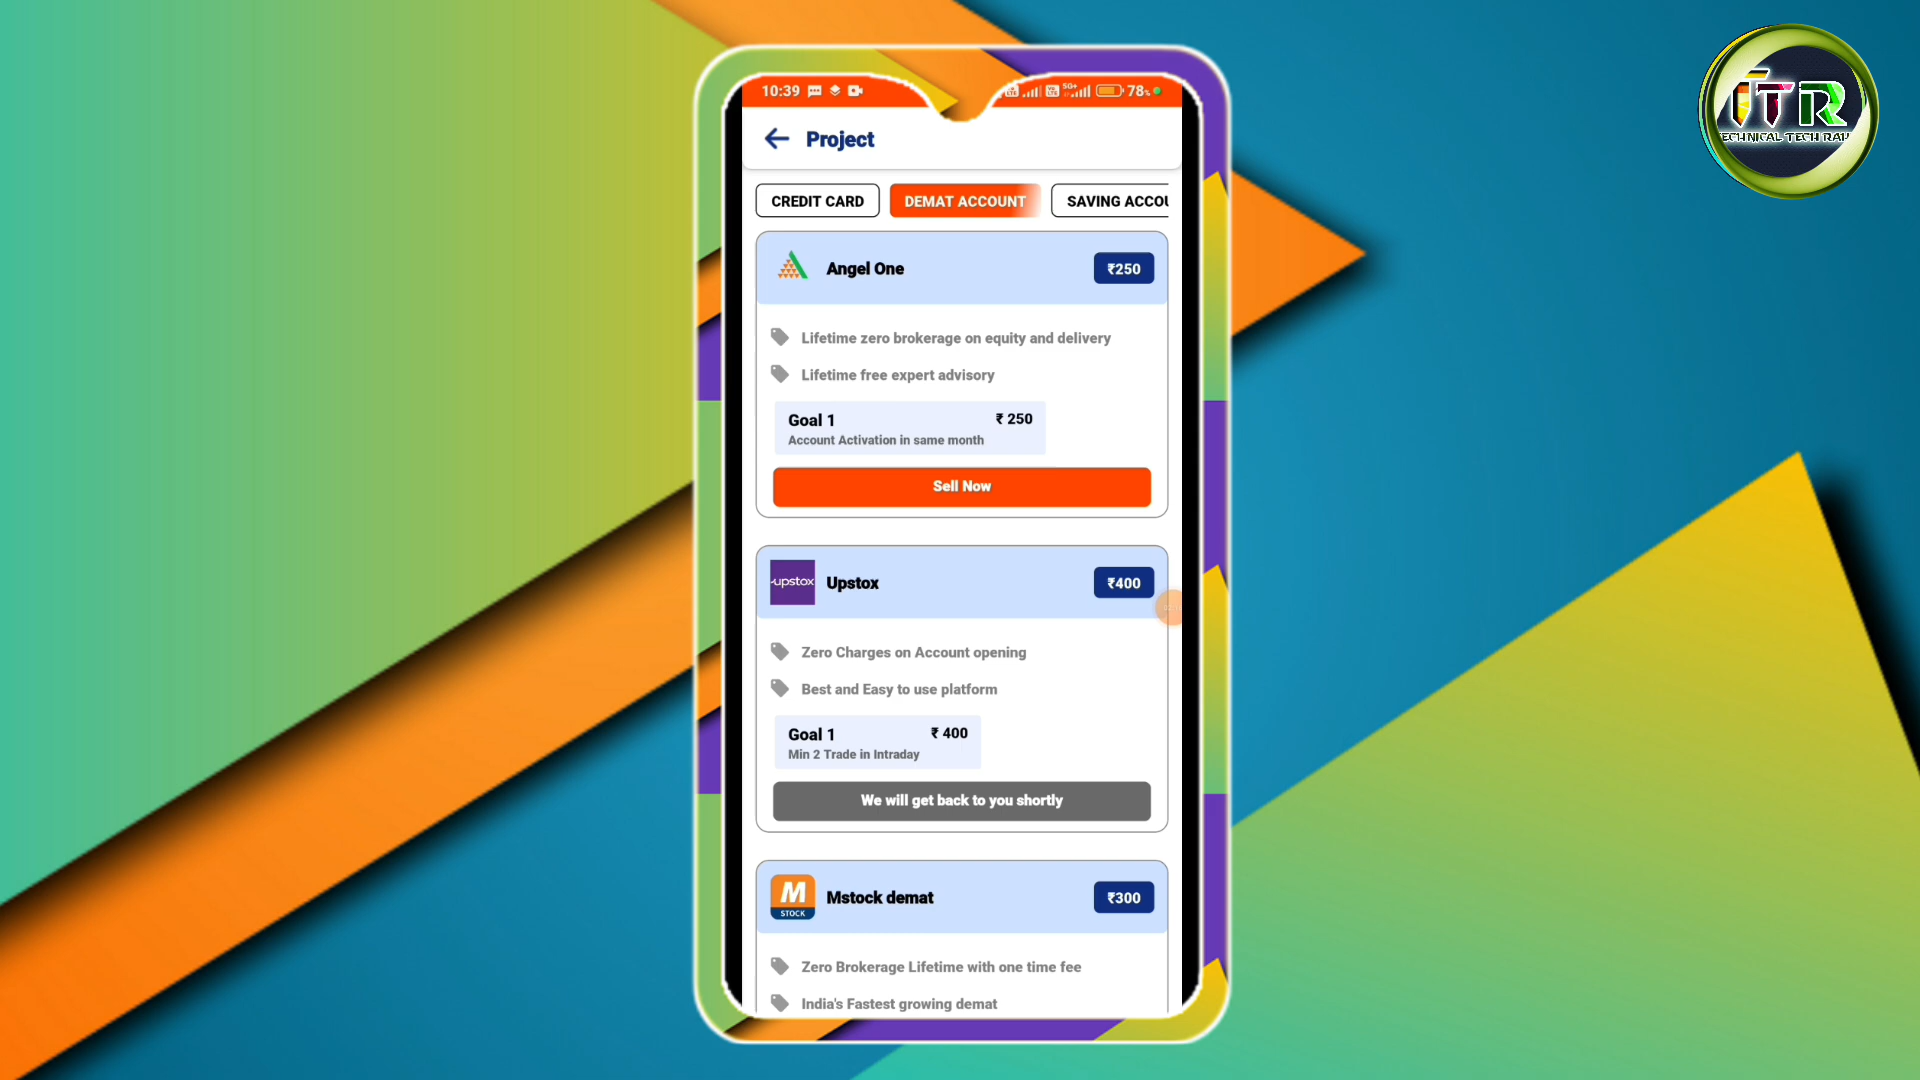 10:39
78%
Project
CREDIT CARD
DEMAT ACCOUNT
SAVING ACCOU
Angel One
₹250
Lifetime zero brokerage on equity and delivery
Lifetime free expert advisory
Goal 1
₹ 250
Account Activation in same month
Sell Now
upstox
Upstox
₹400
Zero Charges on Account opening
Best and Easy to use platform
Goal 1
₹ 400
Min 2 Trade in Intraday
We will get back to you shortly
M
STOCK
Mstock demat
₹300
Zero Brokerage Lifetime with one time fee
India's Fastest growing demat
TTR
ECHNICAL TECH RAH